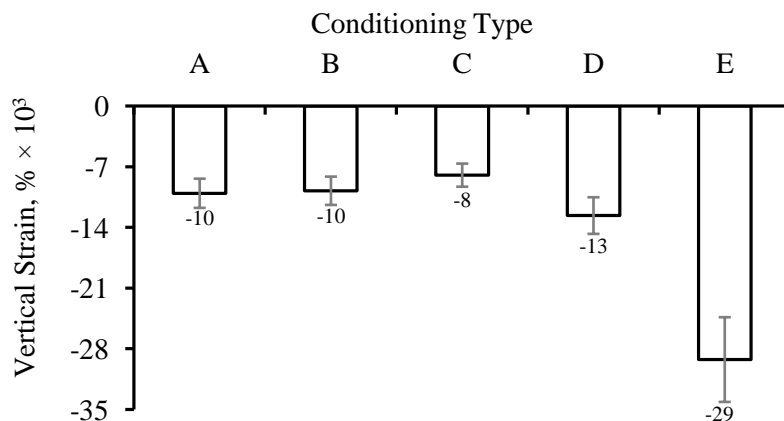 Conditioning Type
A B C D E
Vertical Strain, % × 10³
0
-7
-14
-21
-28
-35
-10 -10 -8 -13 -29